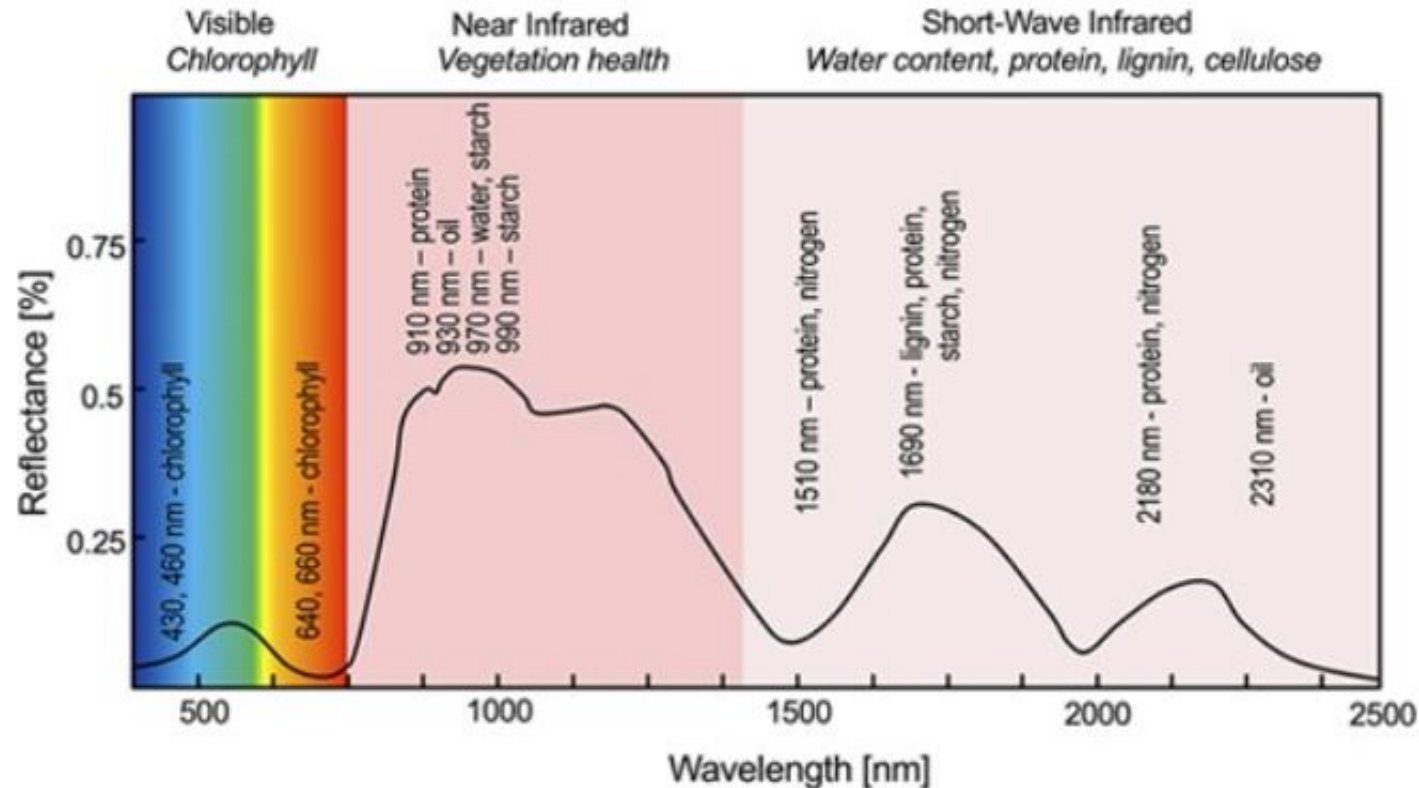 Visible
Chlorophyll
Near Infrared
Vegetation health
Short-Wave Infrared
Water content, protein, lignin, cellulose
Reflectance [%]
0.75
0.5
0.25
430, 460 nm - chlorophyll
640, 660 nm - chlorophyll
910 nm – protein
930 nm – oil
970 nm – water, starch
990 nm – starch
1510 nm – protein, nitrogen
1690 nm - lignin, protein,
starch, nitrogen
2180 nm - protein, nitrogen
2310 nm - oil
500
1000
1500
2000
2500
Wavelength [nm]